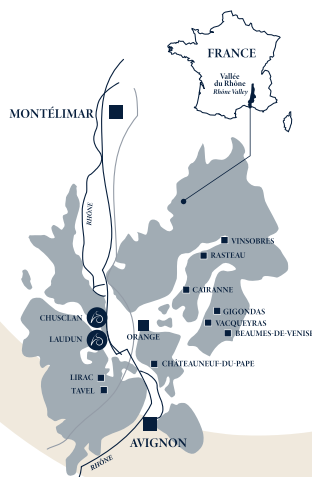 FRANCE
Vallée
du Rhône
Rhône Valley
MONTÉLIMAR
RHÔNE
VINSOBRES
RASTEAU
CAIRANNE
GIGONDAS
CHUSCLAN
VACQUEYRAS
ORANGE
BEAUMES-DE-VENISE
LAUDUN
CHÂTEAUNEUF-DU-PAPE
LIRAC
TAVEL
AVIGNON
RHÔNE